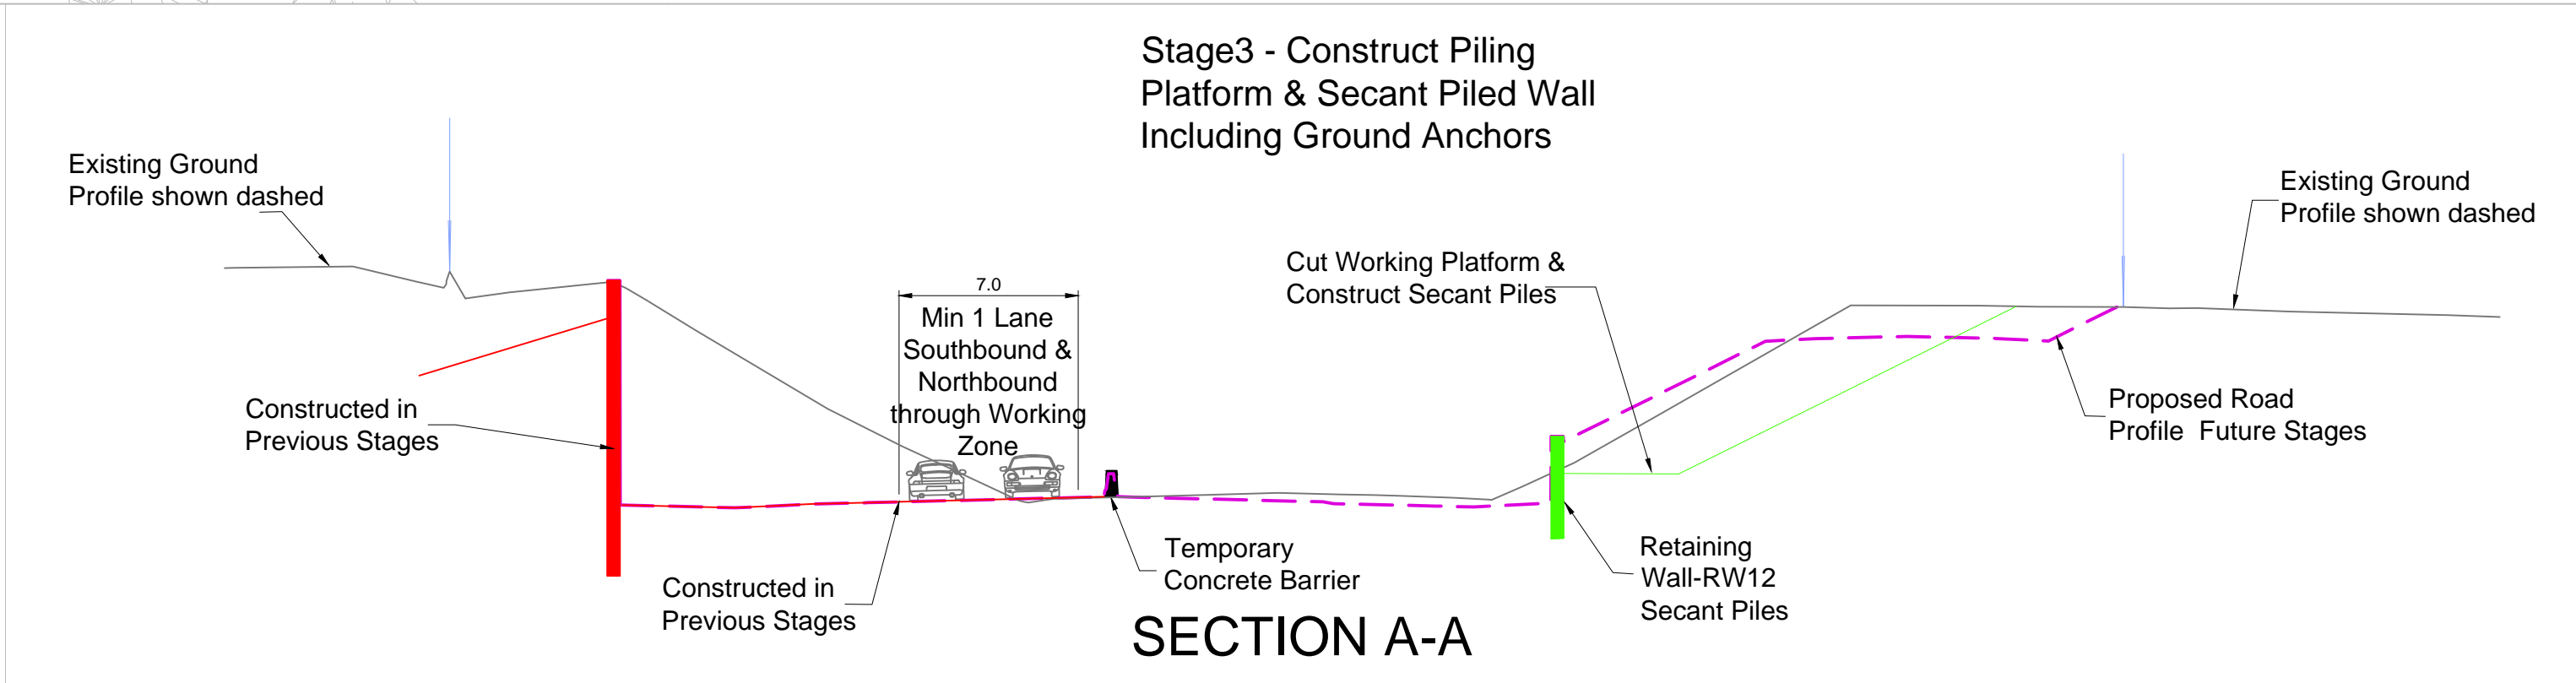 Stage3 - Construct Piling
Platform & Secant Piled Wall
Including Ground Anchors
Existing Ground
Profile shown dashed
Existing Ground
Profile shown dashed
Cut Working Platform &
Construct Secant Piles
7.0
Min 1 Lane
Southbound &
Northbound
through Working
Zone
Constructed in
Previous Stages
Proposed Road
Profile Future Stages
Temporary
Concrete Barrier
Retaining
Wall-RW12
Secant Piles
Constructed in
Previous Stages
SECTION A-A